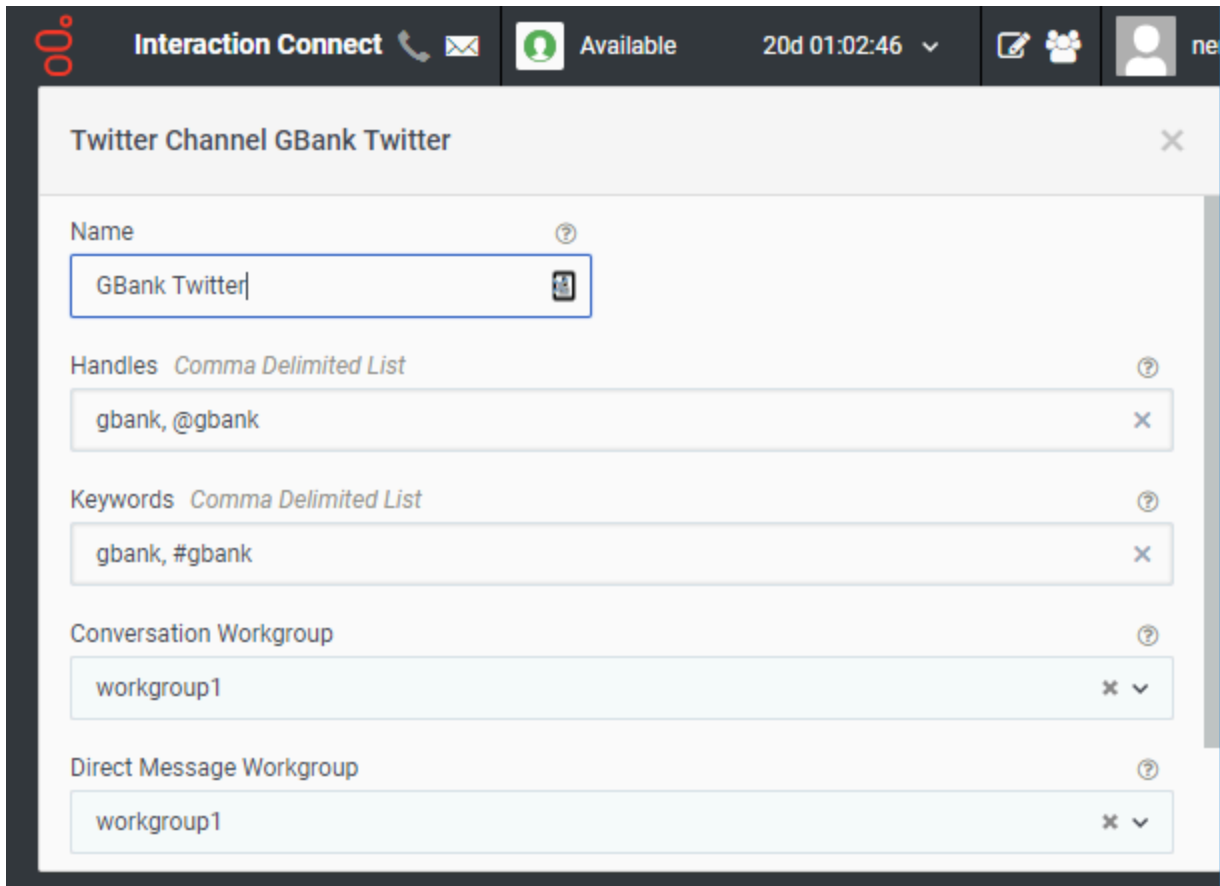 Interaction Connect Available 20d 01:02:46
Twitter Channel GBank Twitter
Name
GBank Twitter
Handles Comma Delimited List
gbank, @gbank
Keywords Comma Delimited List
gbank, #gbank
Conversation Workgroup
workgroup1
Direct Message Workgroup
workgroup1